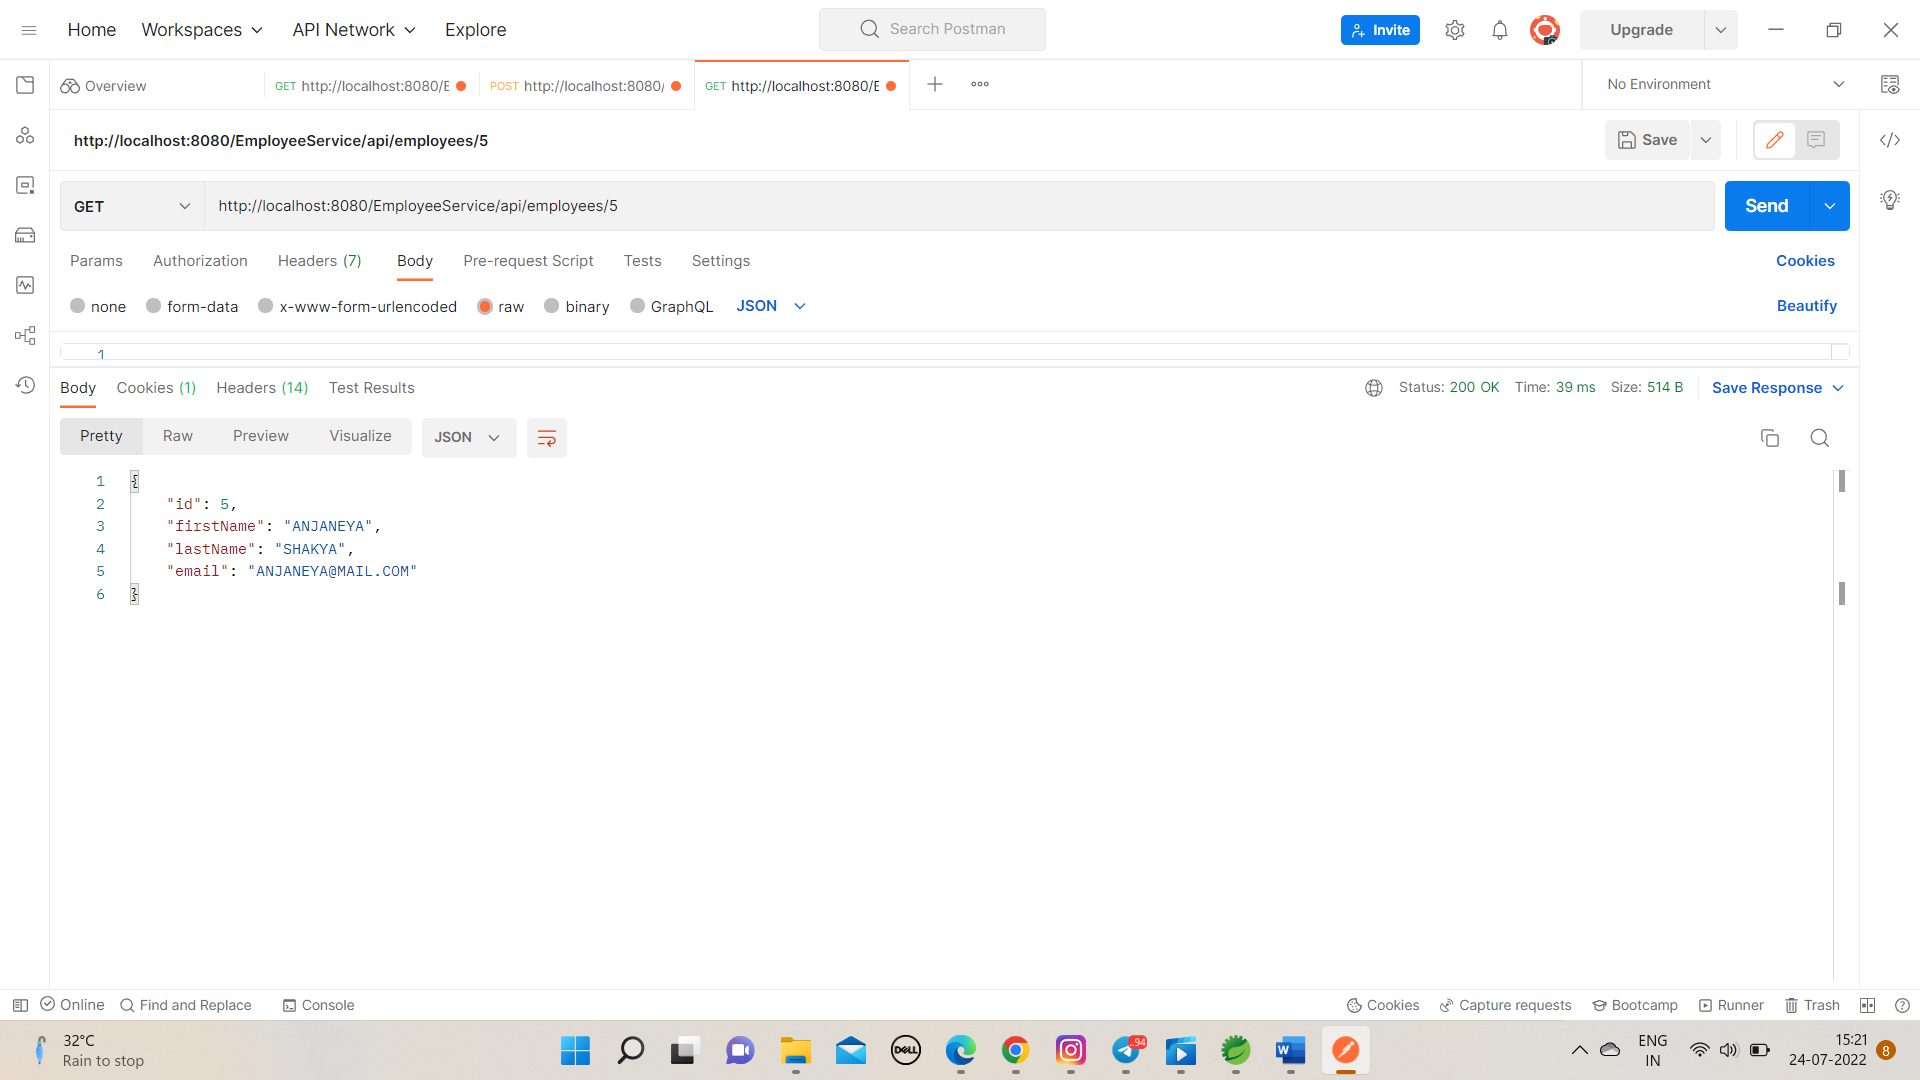 Home Workspaces API Network Explore Search Postman Invite Upgrade
Overview GET http://localhost:8080/E POST http://localhost:8080/ GET http://localhost:8080/E No Environment
http://localhost:8080/EmployeeService/api/employees/5 Save
GET http://localhost:8080/EmployeeService/api/employees/5 Send
Params Authorization Headers (7) Body Pre-request Script Tests Settings Cookies
none form-data x-www-form-urlencoded raw binary GraphQL JSON Beautify
1
Body Cookies (1) Headers (14) Test Results Status: 200 OK Time: 39 ms Size: 514 B Save Response
Pretty Raw Preview Visualize JSON
1 {
2 "id": 5,
3 "firstName": "ANJANEYA",
4 "lastName": "SHAKYA",
5 "email": "ANJANEYA@MAIL.COM"
6 }
Online Find and Replace Console Cookies Capture requests Bootcamp Runner Trash
32°C
Rain to stop
DELL
94
W
ENG
IN
15:21
24-07-2022
8